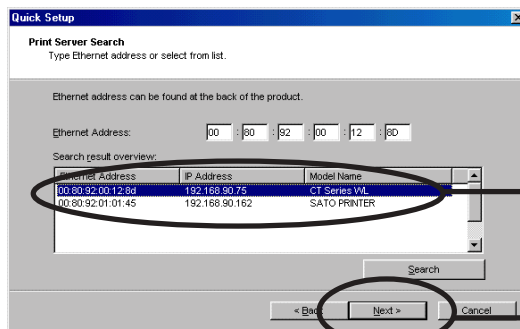 Quick Setup
Print Server Search
Type Ethernet address or select from list.
Ethernet address can be found at the back of the product.
Ethernet Address: 00 : 80 : 92 : 00 : 12 : 8D
Search result overview:
Ethernet Address IP Address Model Name
00:80:92:00:12:8d 192.168.90.75 CT Series WL
00:80:92:01:01:45 192.168.90.162 SATO PRINTER
Search
< Back Next > Cancel